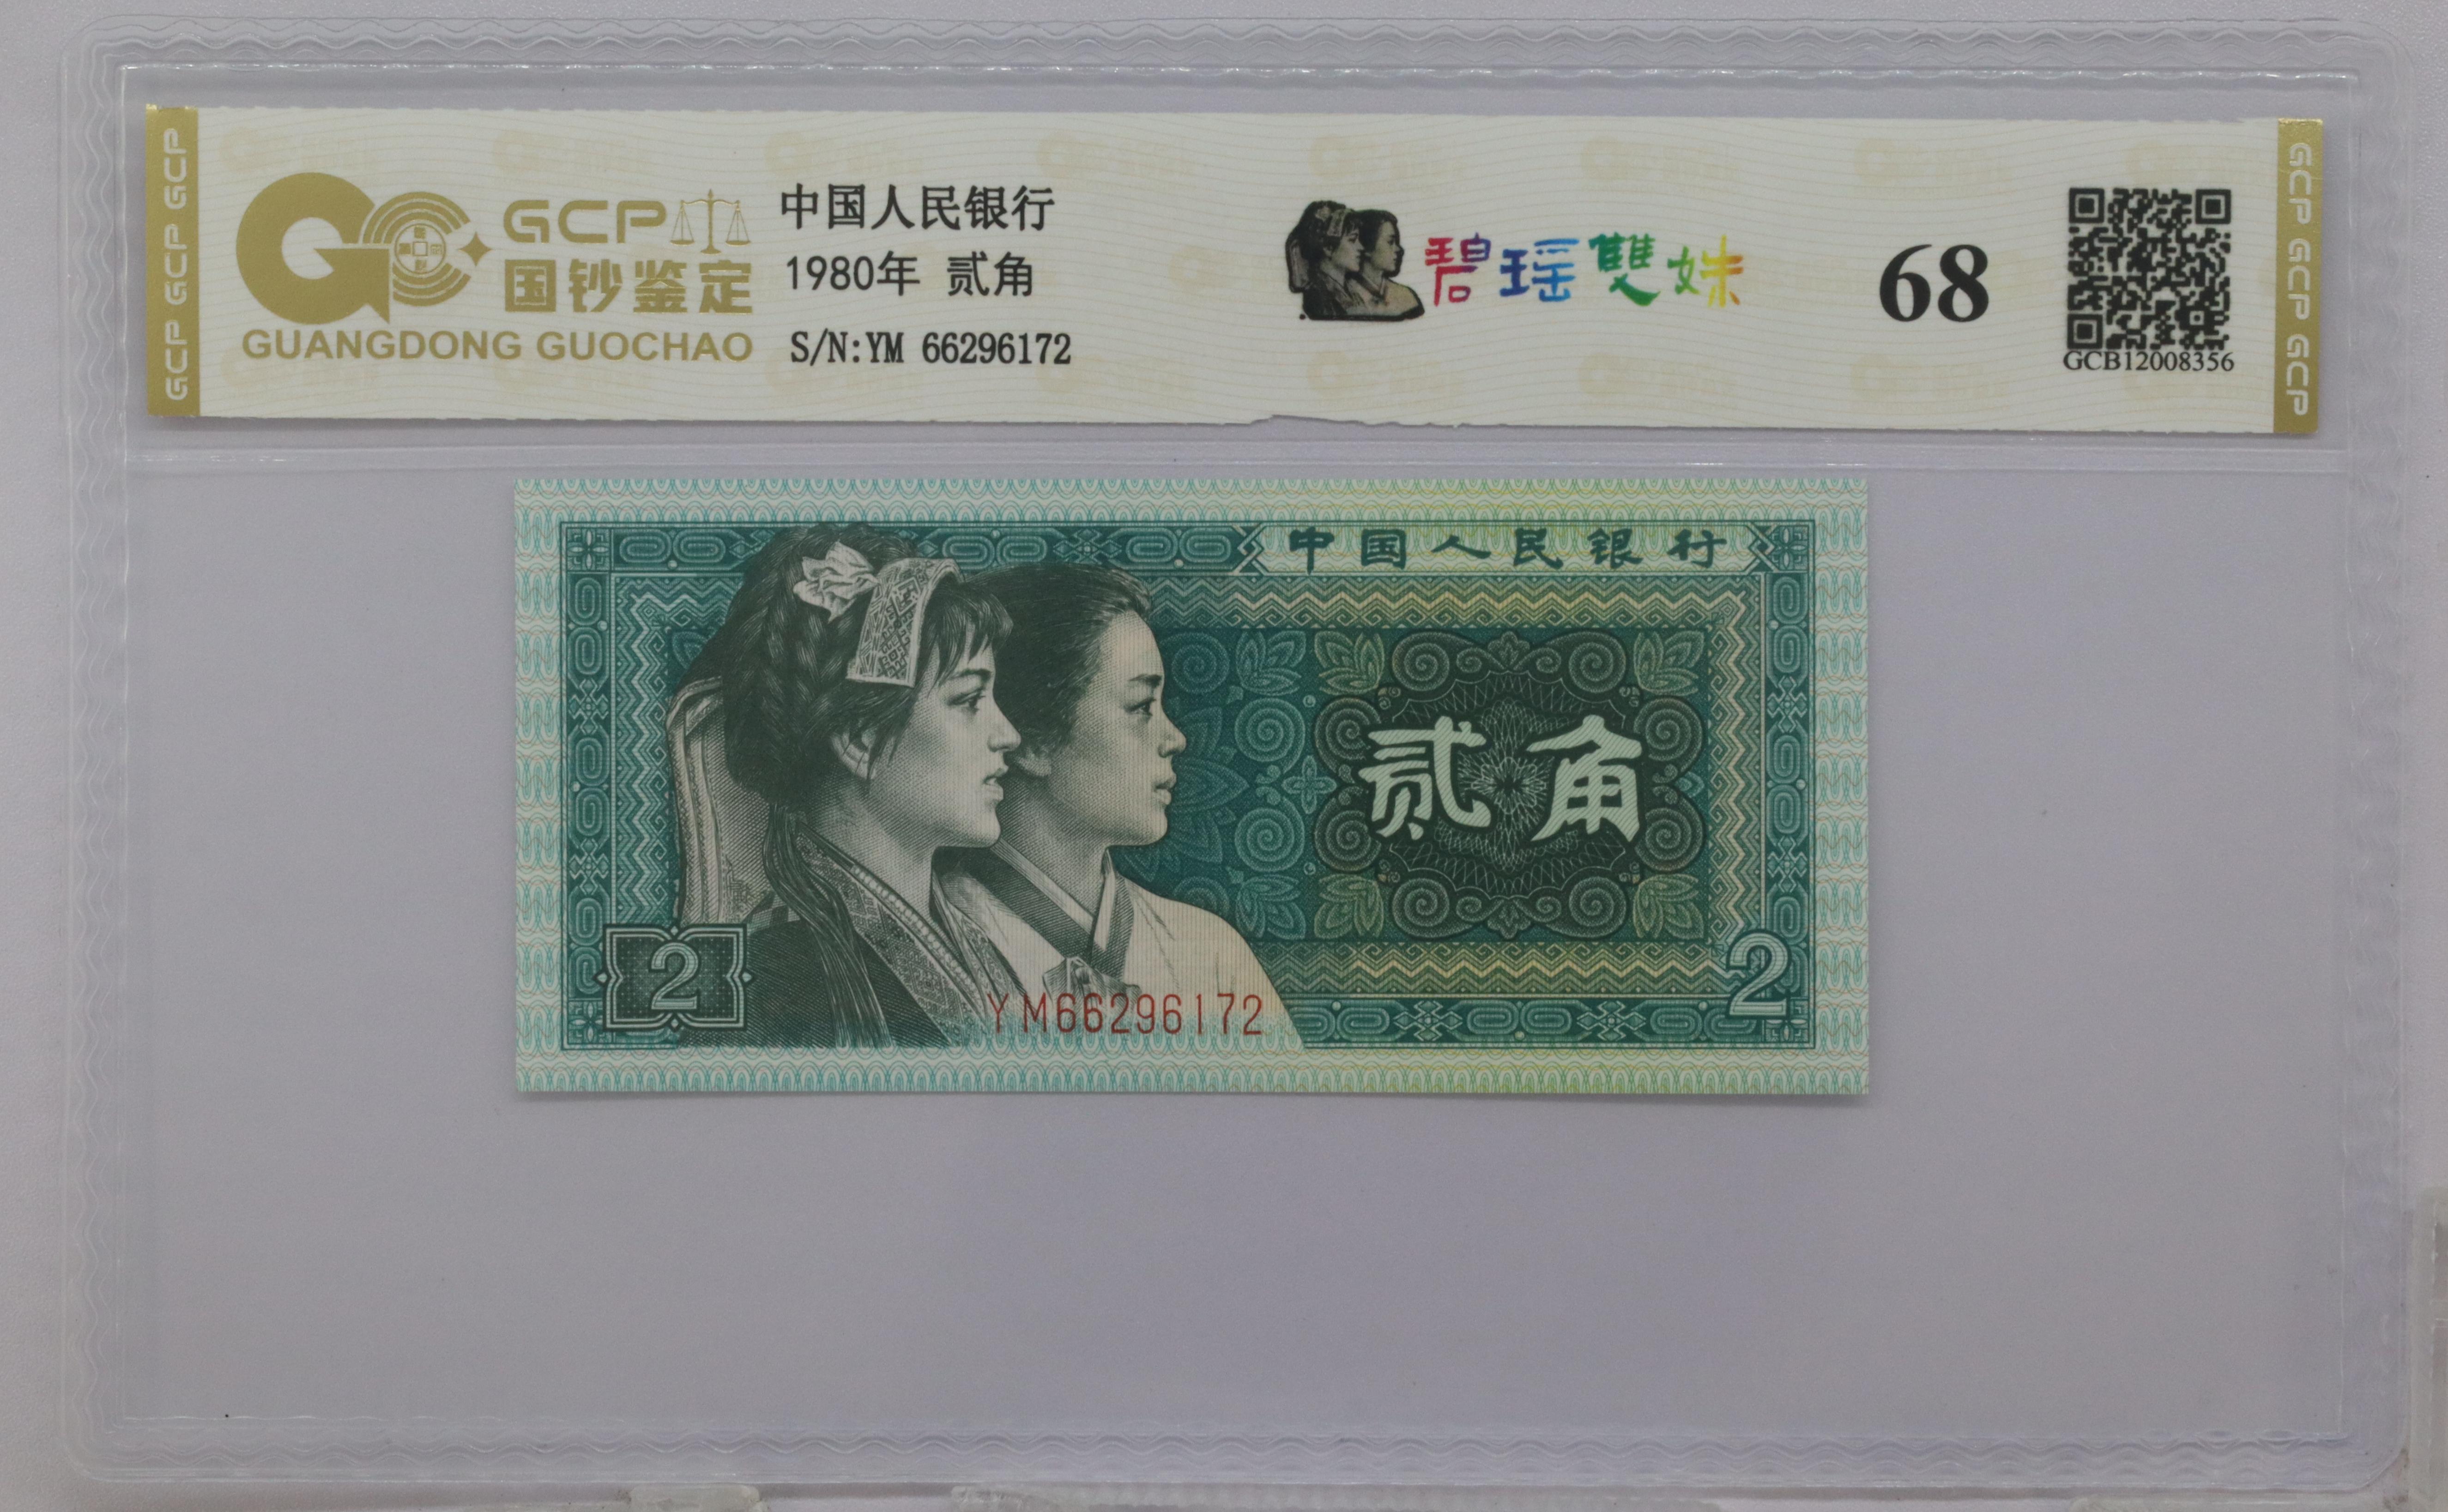 GCP GCP GCP
GCP
国钞鉴定
GUANGDONG GUOCHAO
中国人民银行
1980年 贰角
S/N:YM 66296172
碧瑶雙姝
68
GCB12008356
GCP GCP GCP GCP
中国人民银行
贰角
2
2
YM66296172